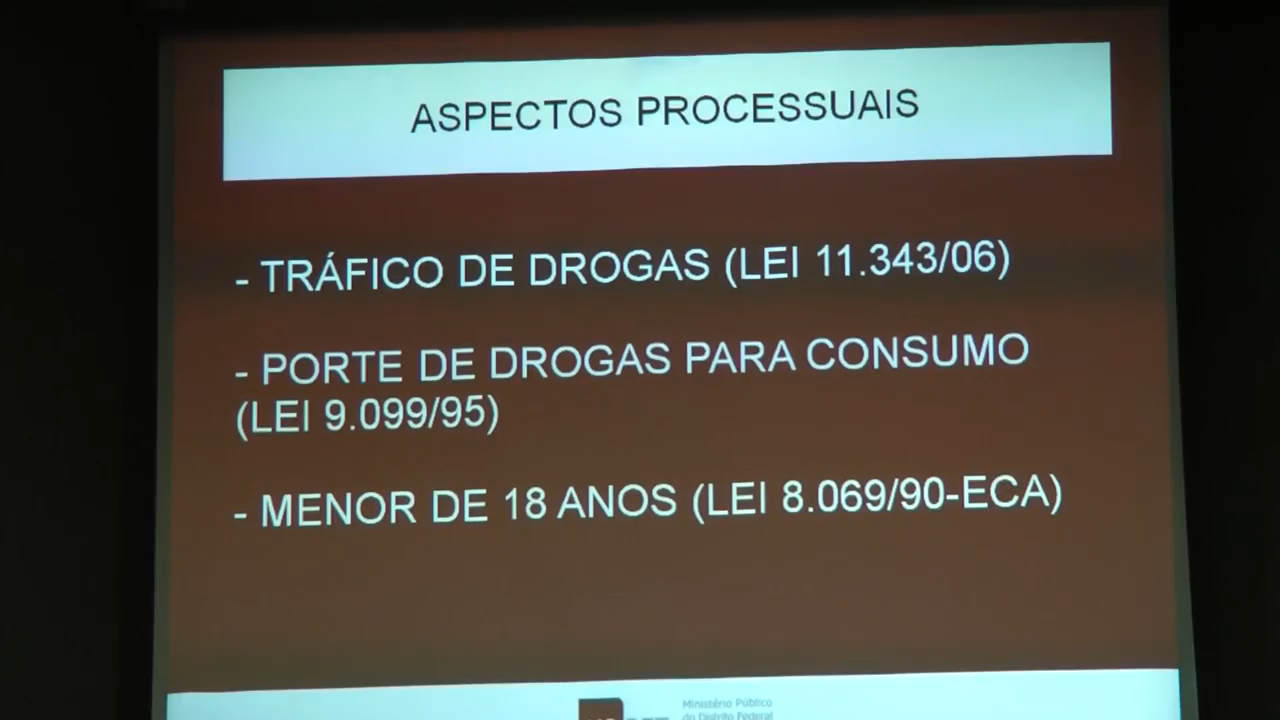 ASPECTOS PROCESSUAIS
- TRÁFICO DE DROGAS (LEI 11.343/06)
- PORTE DE DROGAS PARA CONSUMO
(LEI 9.099/95)
- MENOR DE 18 ANOS (LEI 8.069/90-ECA)
Ministério Público
do Distrito Federal